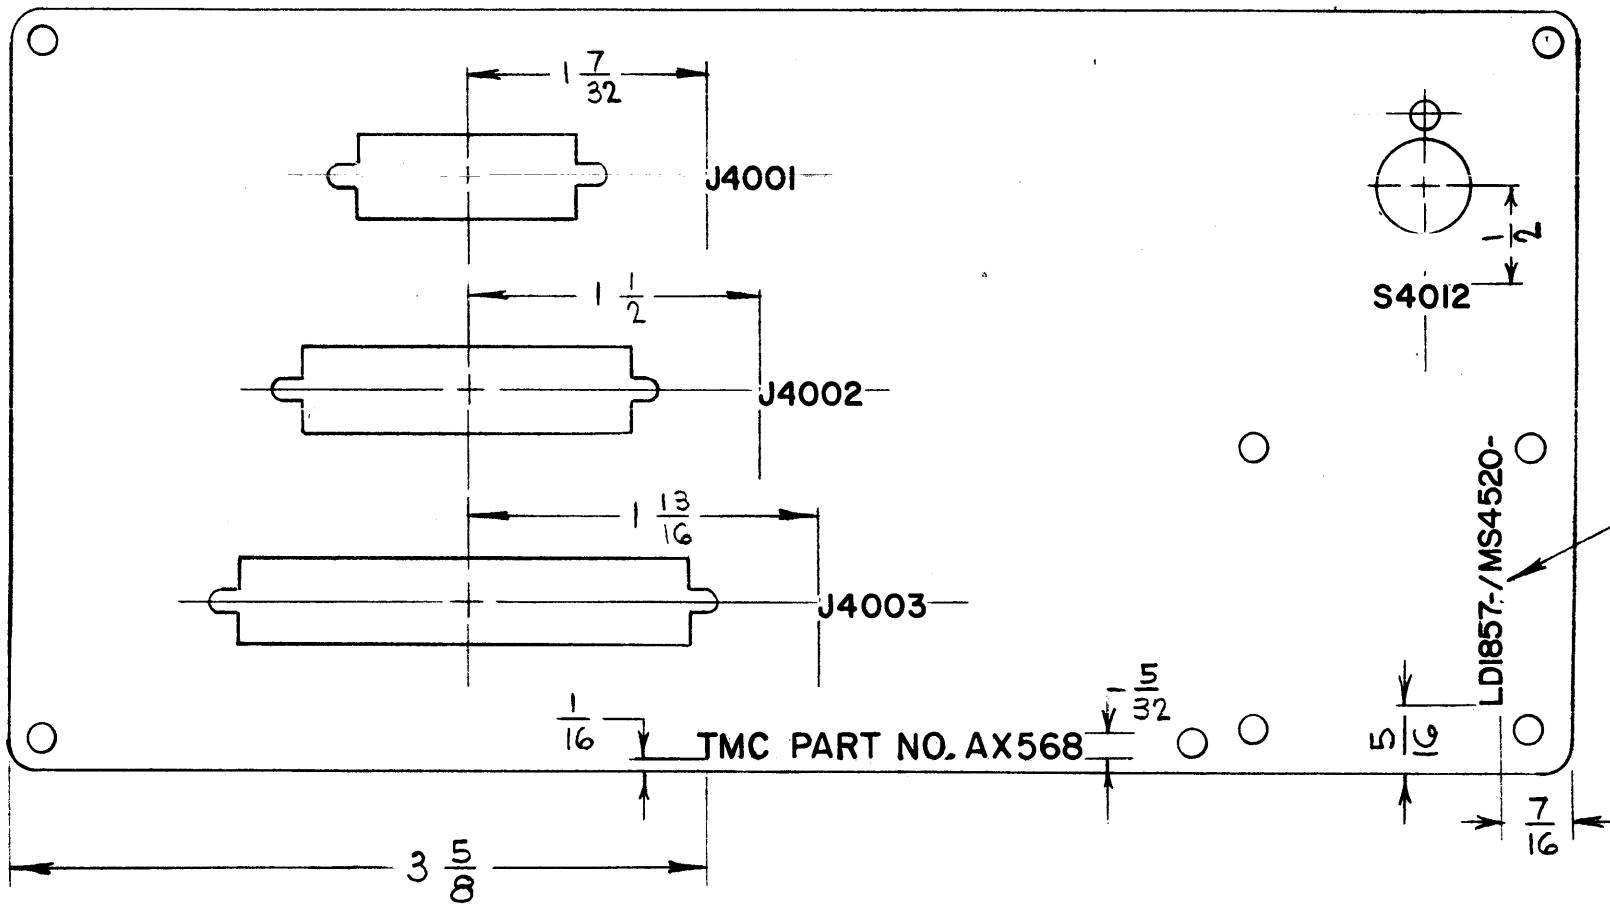 1 7/32
J4001
1/2
1 1/2
S4012
J4002
1 13/16
LD1857-/MS4520-
J4003
5/32
1/16
TMC PART NO. AX568
5/16
7/16
3 5/8